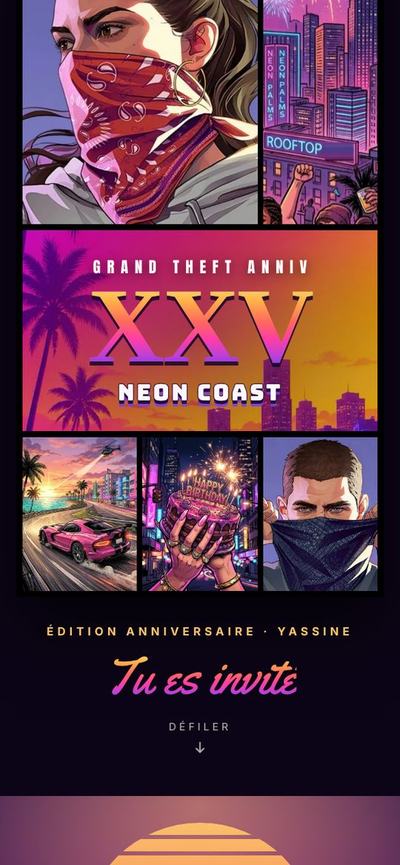 NEON PALMS
NEON PALMS
ROOFTOP
GRAND THEFT ANNIV
XXV
NEON COAST
HAPPY
BIRTHDAY
ÉDITION ANNIVERSAIRE · YASSINE
Tu es invité
DÉFILER
↓